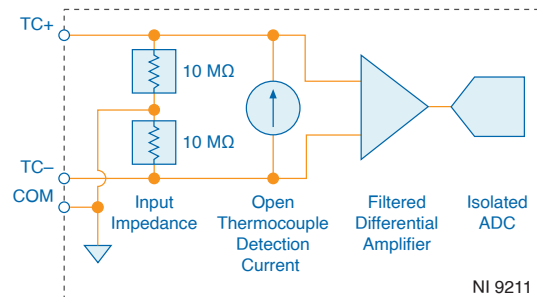 TC+
10 MΩ
10 MΩ
TC–
COM
Input
Impedance
Open
Thermocouple
Detection
Current
Filtered
Differential
Amplifier
Isolated
ADC
NI 9211